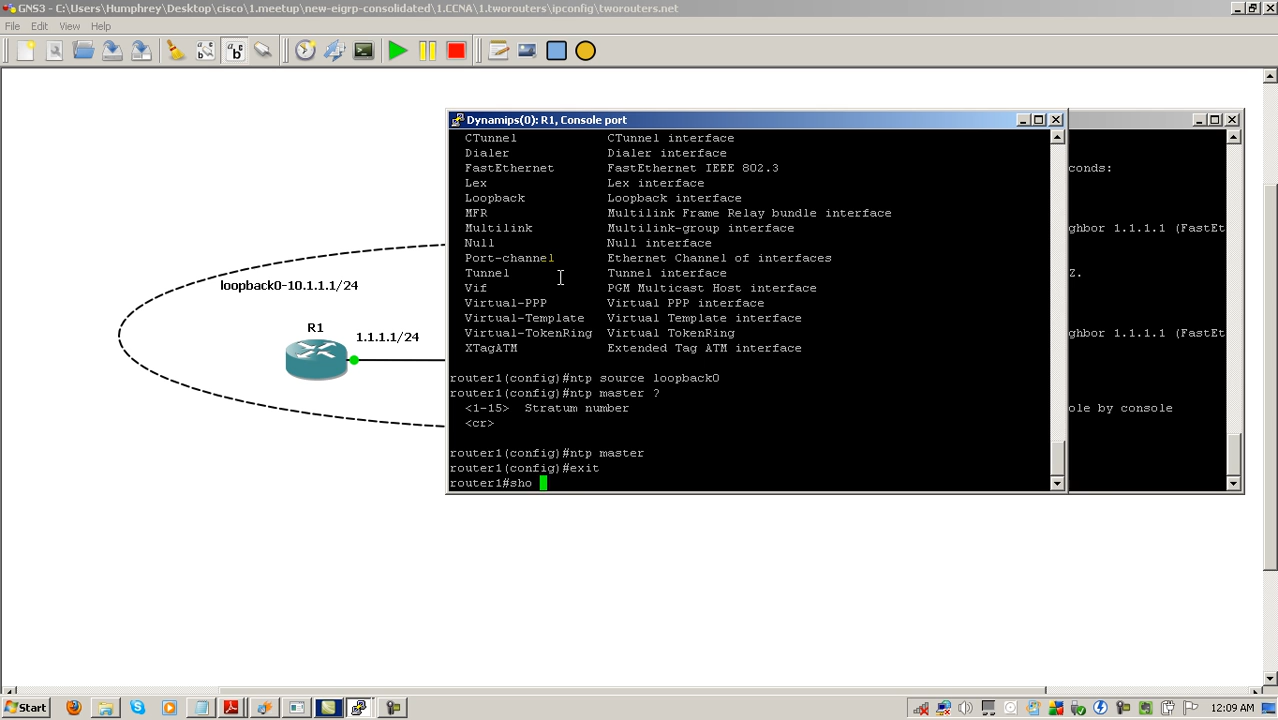 GNS3 - C:\Users\Humphrey\Desktop\cisco\1.meetup\new-eigrp-consolidated\1.CCNA\1.tworouters\ipconfig\tworouters.net
File Edit View Help
Dynamips(0): R1, Console port
CTunnel CTunnel interface
Dialer Dialer interface
FastEthernet FastEthernet IEEE 802.3
Lex Lex interface
Loopback Loopback interface
MFR Multilink Frame Relay bundle interface
Multilink Multilink-group interface
Null Null interface
Port-channel Ethernet Channel of interfaces
Tunnel Tunnel interface
Vif PGM Multicast Host interface
Virtual-PPP Virtual PPP interface
Virtual-Template Virtual Template interface
Virtual-TokenRing Virtual TokenRing
XTagATM Extended Tag ATM interface
router1(config)#ntp source loopback0
router1(config)#ntp master ?
<1-15> Stratum number
<cr>
router1(config)#ntp master
router1(config)#exit
router1#sho
conds:
ghbor 1.1.1.1 (FastEt
Z.
ghbor 1.1.1.1 (FastEt
ole by console
loopback0-10.1.1.1/24
R1
1.1.1.1/24
Start
12:09 AM